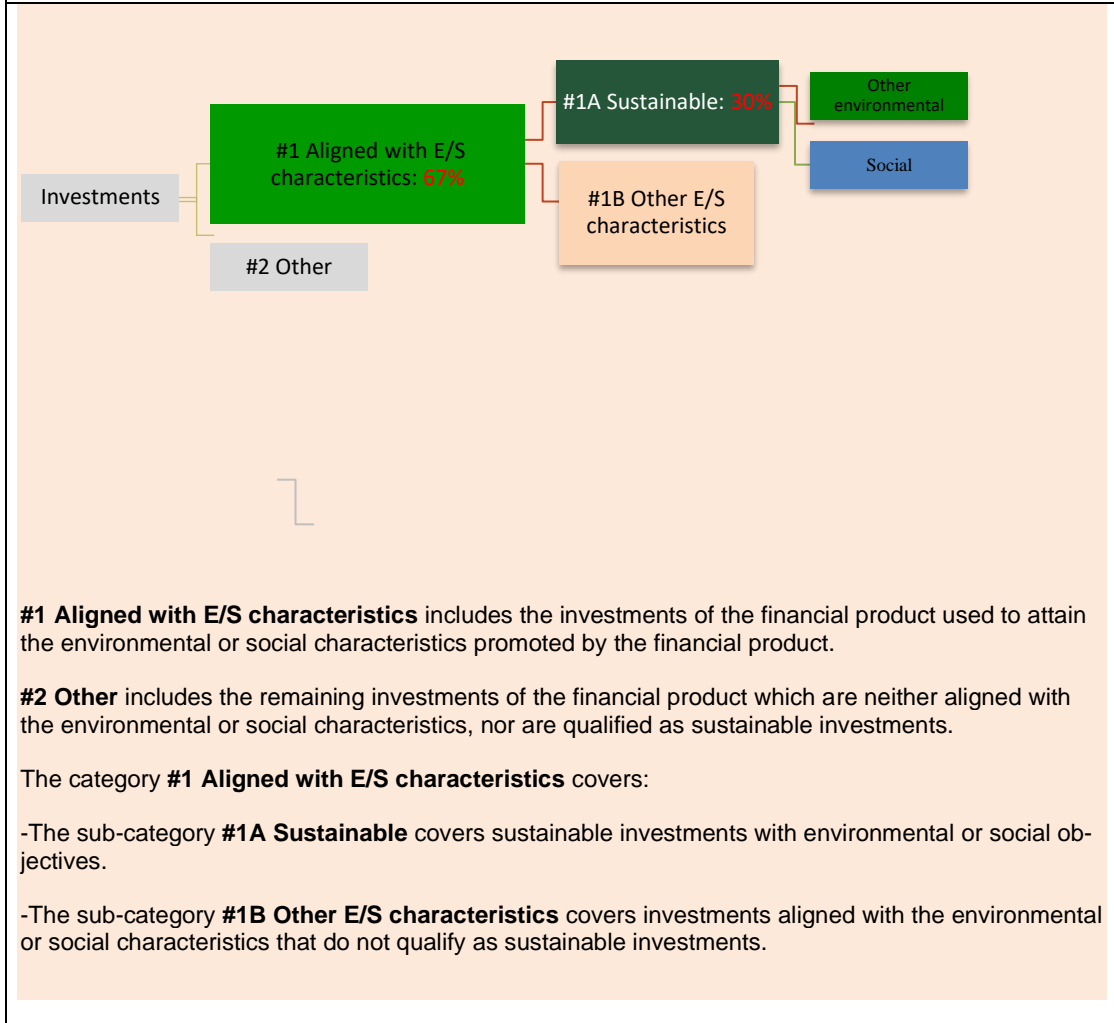 Investments
#1 Aligned with E/S
characteristics: 67%
#2 Other
#1A Sustainable: 30%
#1B Other E/S
characteristics
Other
environmental
Social
#1 Aligned with E/S characteristics includes the investments of the financial product used to attain
the environmental or social characteristics promoted by the financial product.
#2 Other includes the remaining investments of the financial product which are neither aligned with
the environmental or social characteristics, nor are qualified as sustainable investments.
The category #1 Aligned with E/S characteristics covers:
-The sub-category #1A Sustainable covers sustainable investments with environmental or social ob-
jectives.
-The sub-category #1B Other E/S characteristics covers investments aligned with the environmental
or social characteristics that do not qualify as sustainable investments.